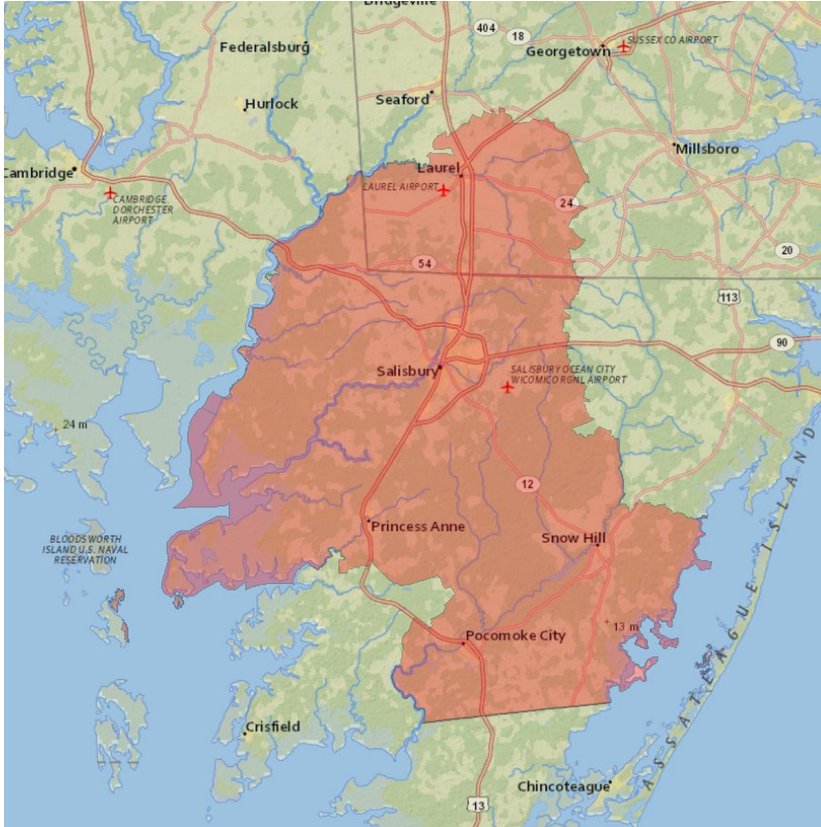 Bridgeville
404
18
Georgetown
SUSSEX CO AIRPORT
Federalsburg
Seaford
Hurlock
Millsboro
Cambridge
Laurel
LAUREL AIRPORT
CAMBRIDGE
DORCHESTER
AIRPORT
24
20
54
113
90
Salisbury
SALISBURY OCEAN CITY
WICOMICO RGNL AIRPORT
24 m
12
Princess Anne
Snow Hill
BLOODSWORTH
ISLAND U.S. NAVAL
RESERVATION
13 m
Pocomoke City
ASSATEAGUE ISLAND
Crisfield
Chincoteague
13